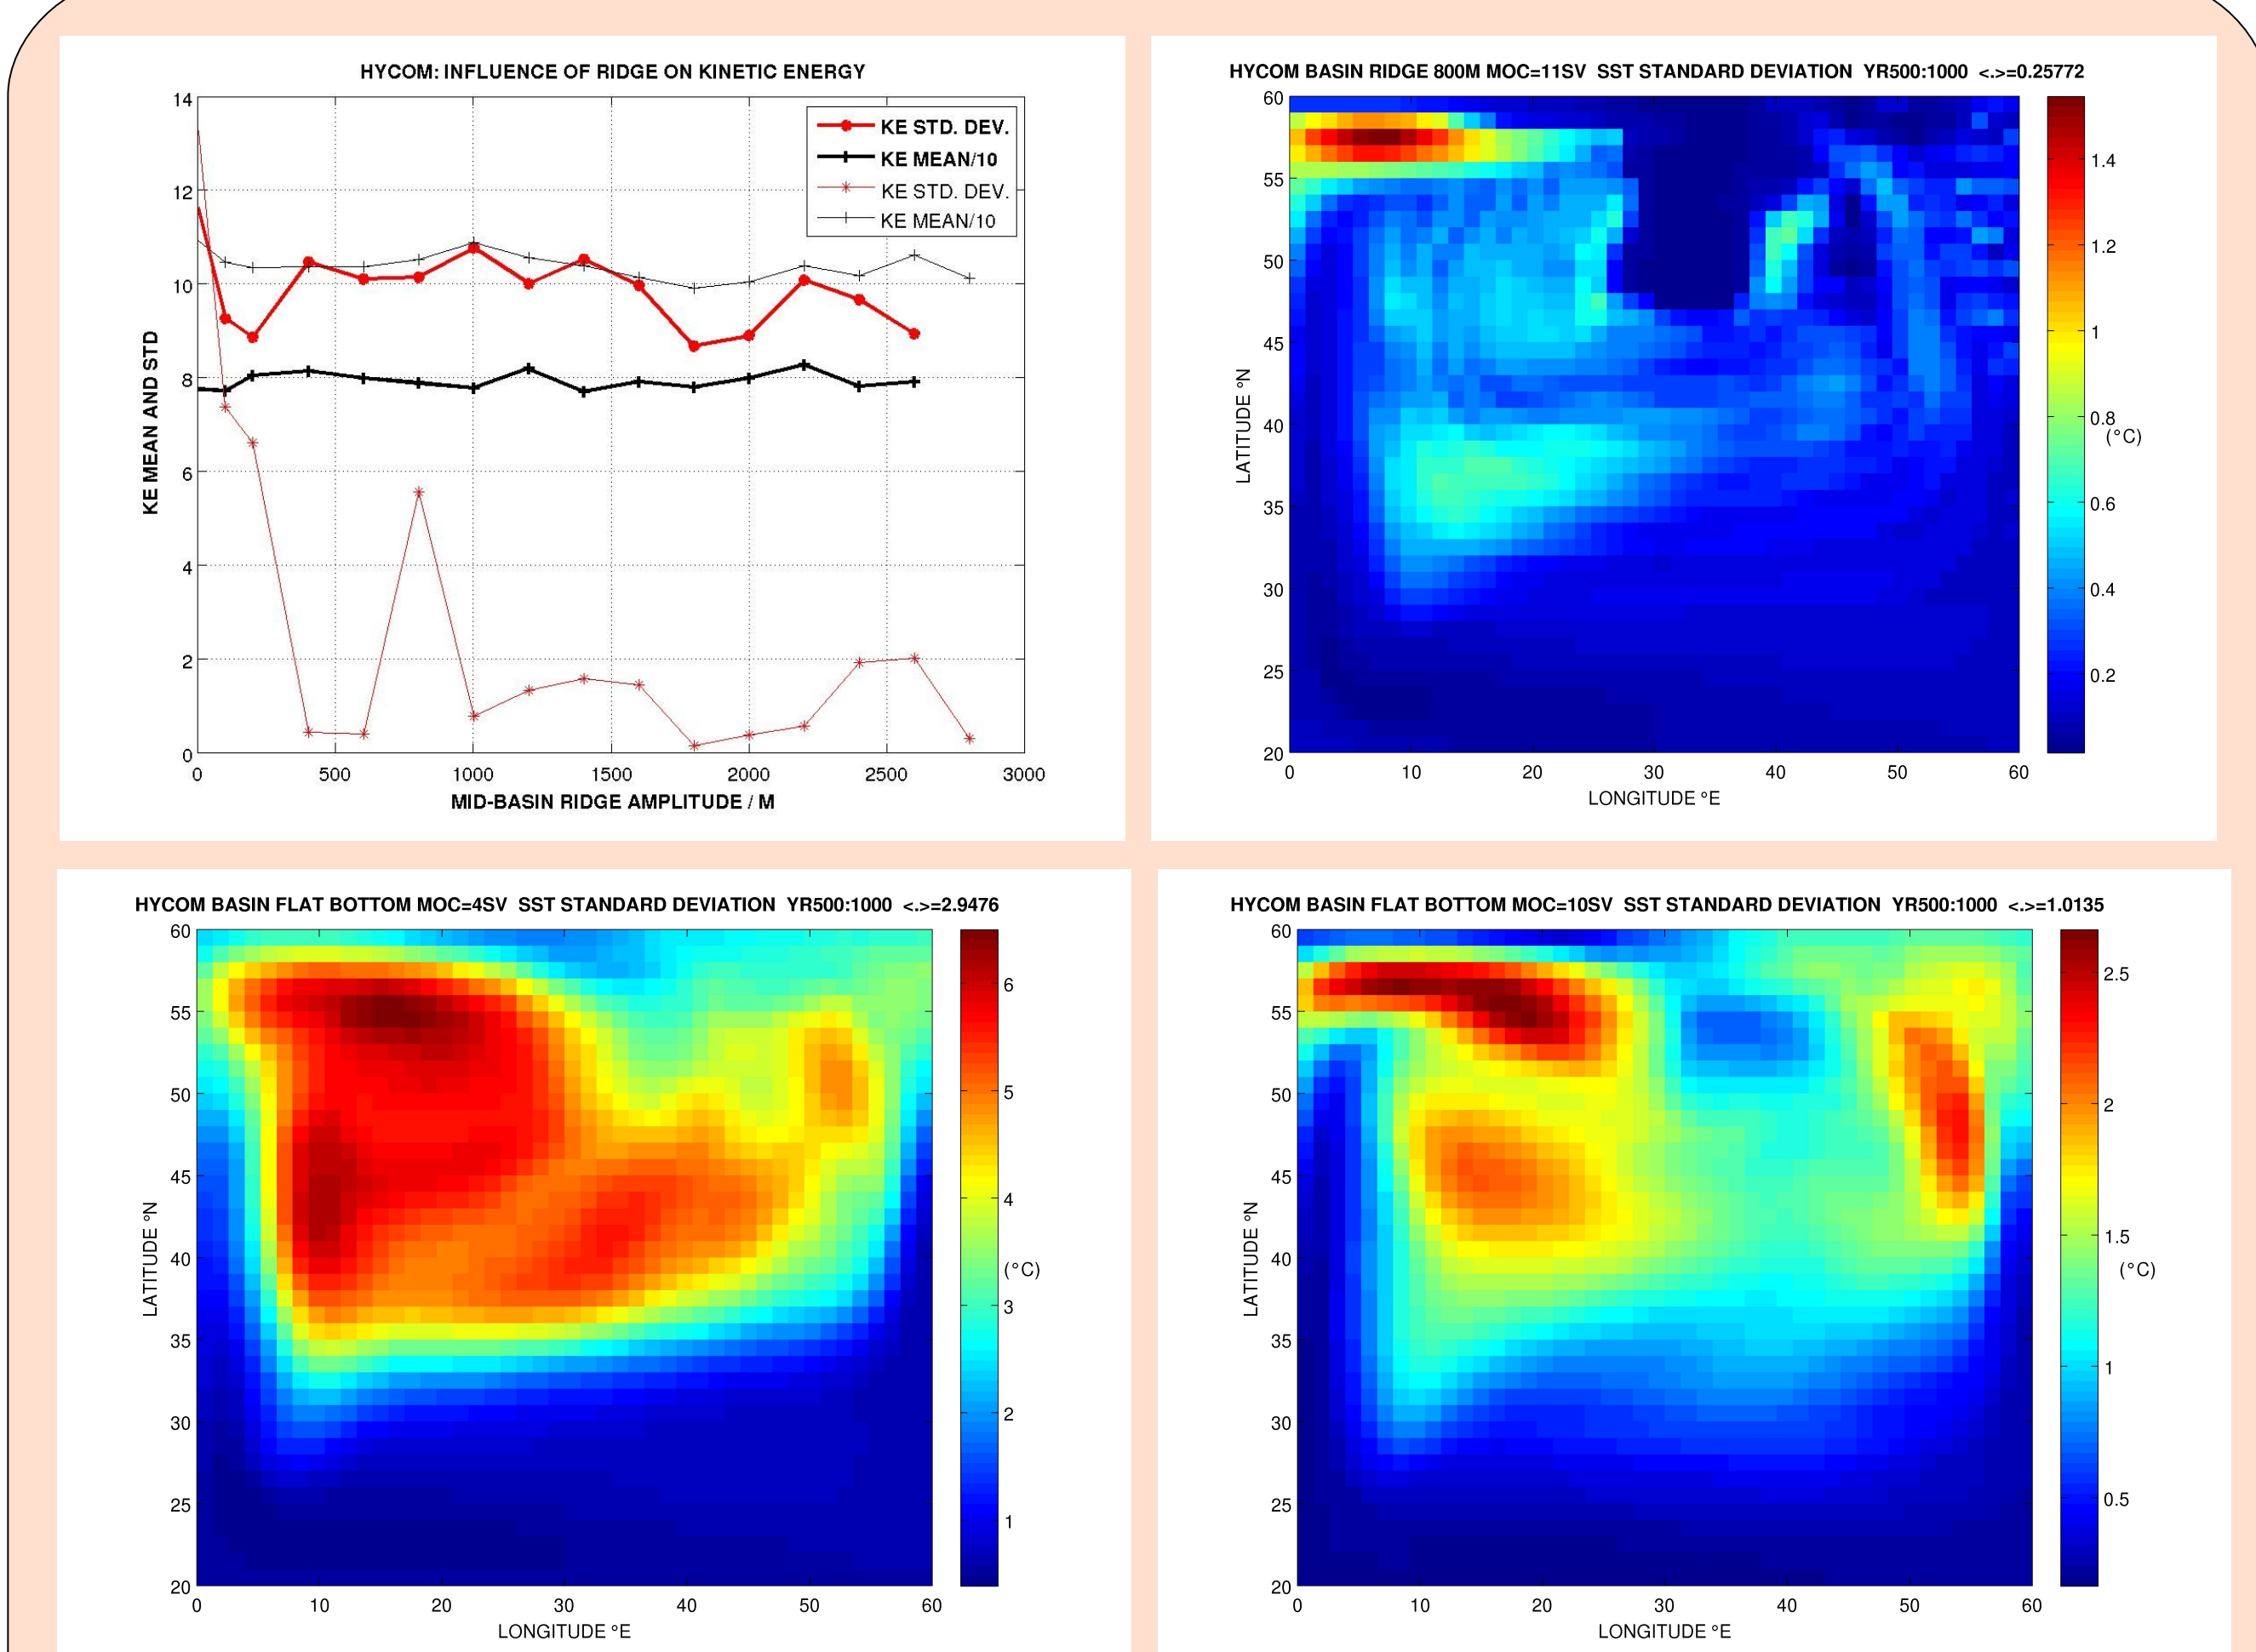 HYCOM: INFLUENCE OF RIDGE ON KINETIC ENERGY
14
12
10
8
6
4
2
0
KE MEAN AND STD
KE STD. DEV.
KE MEAN/10
KE STD. DEV.
KE MEAN/10
0 500 1000 1500 2000 2500 3000
MID-BASIN RIDGE AMPLITUDE / M
HYCOM BASIN RIDGE 800M MOC=11SV SST STANDARD DEVIATION YR500:1000 <.>=0.25772
60
55
50
45
40
35
30
25
20
LATITUDE °N
0 10 20 30 40 50 60
LONGITUDE °E
1.4
1.2
1
0.8
(°C)
0.6
0.4
0.2
HYCOM BASIN FLAT BOTTOM MOC=4SV SST STANDARD DEVIATION YR500:1000 <.>=2.9476
60
55
50
45
40
35
30
25
20
LATITUDE °N
0 10 20 30 40 50 60
LONGITUDE °E
6
5
4
(°C)
3
2
1
HYCOM BASIN FLAT BOTTOM MOC=10SV SST STANDARD DEVIATION YR500:1000 <.>=1.0135
60
55
50
45
40
35
30
25
20
LATITUDE °N
0 10 20 30 40 50 60
LONGITUDE °E
2.5
2
1.5
(°C)
1
0.5